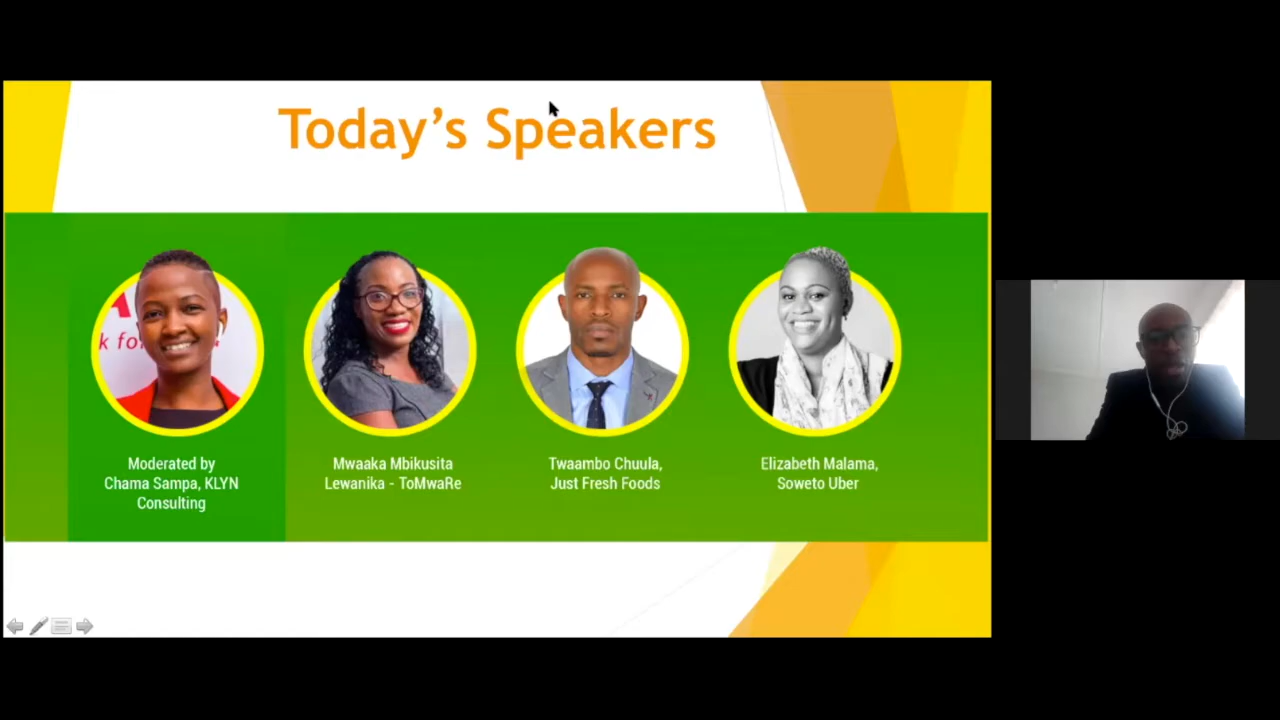 Today's Speakers
A
k for
Moderated by
Chama Sampa, KLYN
Consulting
Mwaaka Mbikusita
Lewanika - ToMwaRe
Twaambo Chuula,
Just Fresh Foods
Elizabeth Malama,
Soweto Uber